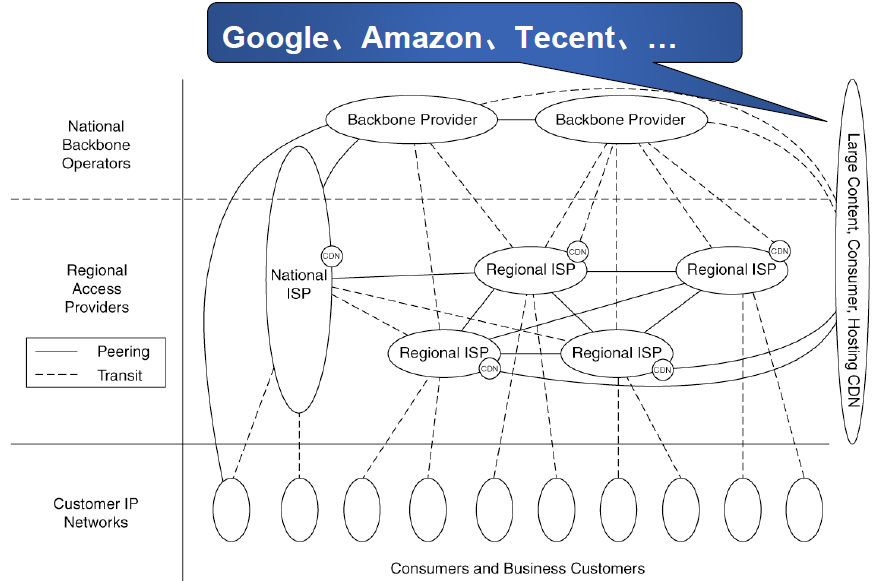 Google、Amazon、Tecent、…
National
Backbone
Operators
Backbone Provider
Backbone Provider
Large Content, Consumer, Hosting CDN
Regional
Access
Providers
National
ISP
CDN
Regional ISP
CDN
Regional ISP
CDN
Regional ISP
CDN
Regional ISP
CDN
Peering
Transit
Customer IP
Networks
Consumers and Business Customers